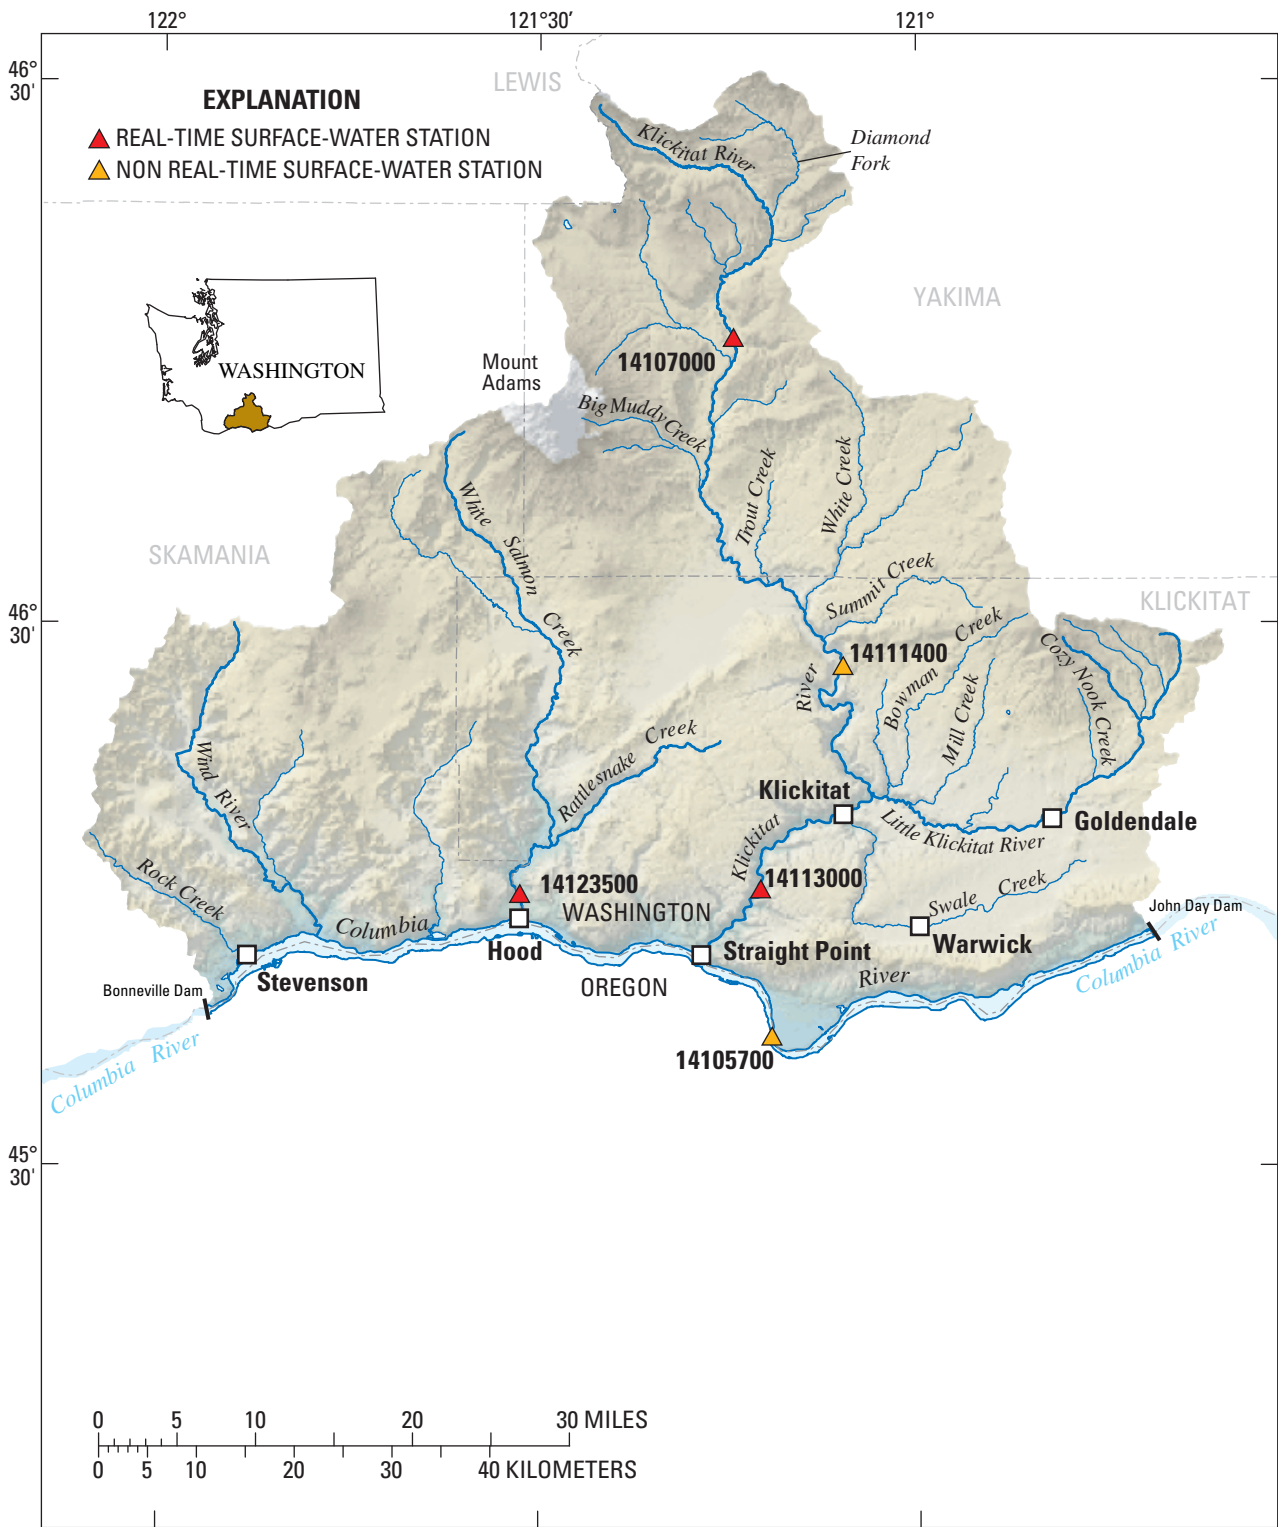 122°
121°30'
121°
46°
30'
LEWIS
EXPLANATION
REAL-TIME SURFACE-WATER STATION
NON REAL-TIME SURFACE-WATER STATION
Klickitat River
Diamond
Fork
YAKIMA
WASHINGTON
Mount
Adams
14107000
Big Muddy Creek
Trout Creek
White Creek
White Salmon Creek
SKAMANIA
Summit Creek
KLICKITAT
46°
30'
14111400
River
Bowman Creek
Mill Creek
Cozy Nook Creek
Wind River
Rattlesnake Creek
Klickitat
Goldendale
Little Klickitat River
Klickitat
Rock Creek
14123500
14113000
WASHINGTON
Swale Creek
John Day Dam
Columbia
Hood
Straight Point
Warwick
Stevenson
OREGON
River
Columbia River
Bonneville Dam
Columbia River
14105700
45°
30'
0 5 10 20 30 MILES
0 5 10 20 30 40 KILOMETERS